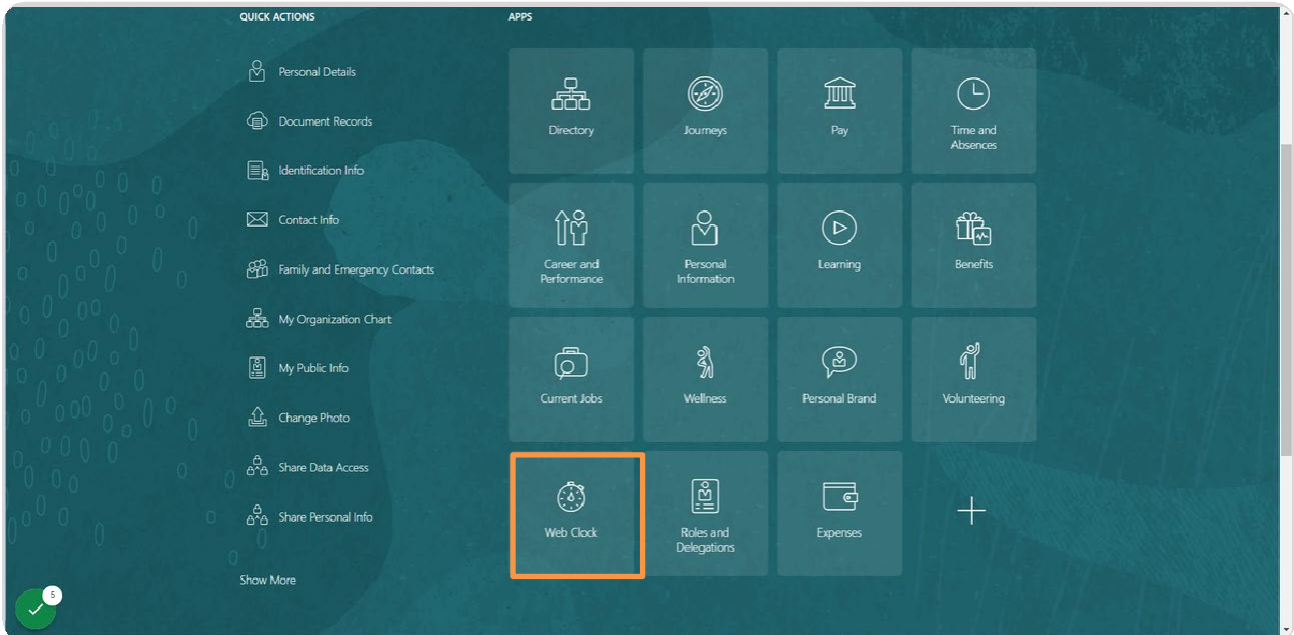 QUICK ACTIONS
Personal Details
Document Records
Identification Info
Contact Info
Family and Emergency Contacts
My Organization Chart
My Public Info
Change Photo
Share Data Access
Share Personal Info
Show More
5
APPS
Directory
Journeys
Pay
Time and
Absences
Career and
Performance
Personal
Information
Learning
Benefits
Current Jobs
Wellness
Personal Brand
Volunteering
Web Clock
Roles and
Delegations
Expenses